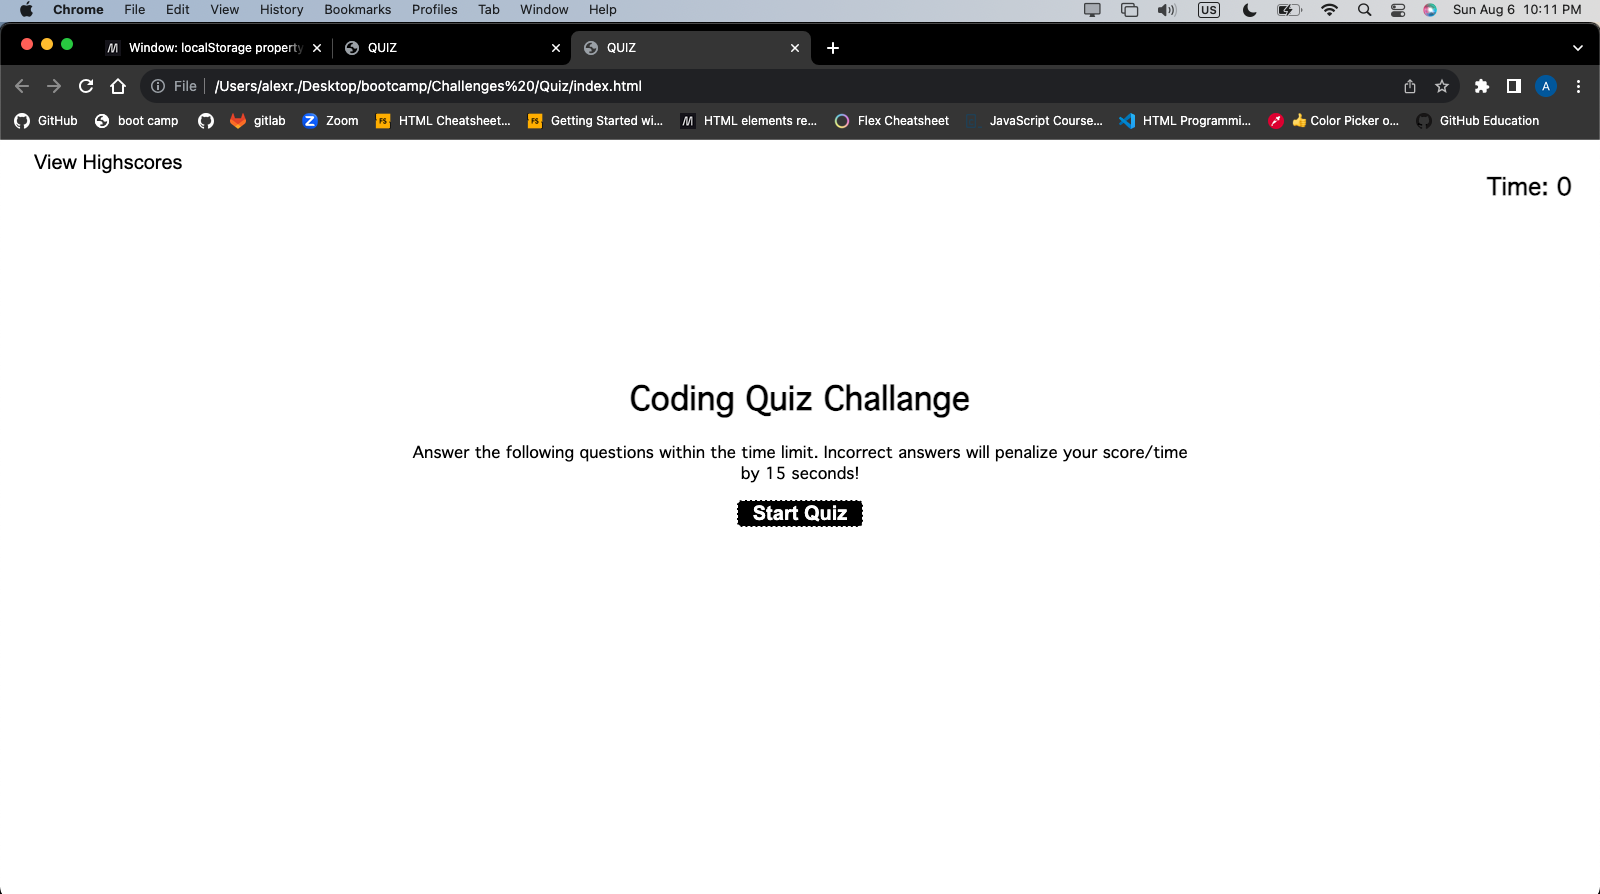 Chrome File Edit View History Bookmarks Profiles Tab Window Help US Sun Aug 6 10:11 PM
Window: localStorage property QUIZ QUIZ
File /Users/alexr./Desktop/bootcamp/Challenges%20/Quiz/index.html A
GitHub boot camp gitlab Zoom HTML Cheatsheet... Getting Started wi... HTML elements re... Flex Cheatsheet JavaScript Course... HTML Programmi... 👍 Color Picker o... GitHub Education
View Highscores
Time: 0
Coding Quiz Challange
Answer the following questions within the time limit. Incorrect answers will penalize your score/time
by 15 seconds!
Start Quiz